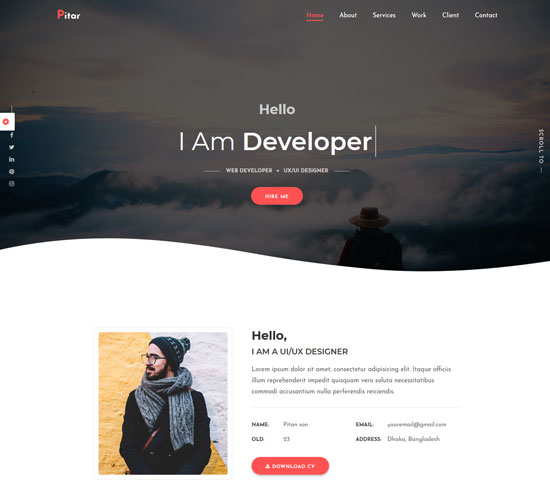 Pitar
Home About Services Work Client Contact
Hello
I Am Developer
WEB DEVELOPER UX/UI DESIGNER
HIRE ME
SCROLL TO
Hello,
I AM A UI/UX DESIGNER
Lorem ipsum dolor sit amet, consectetur adipisicing elit. Itaque officiis
illum reprehenderit impedit quisquam vero soluta necessitatibus
commodi accusantium nulla perferendis reiciendis.
NAME: Piton son EMAIL: youremail@gmail.com
OLD: 23 ADDRESS: Dhaka, Bangladesh
DOWNLOAD CV